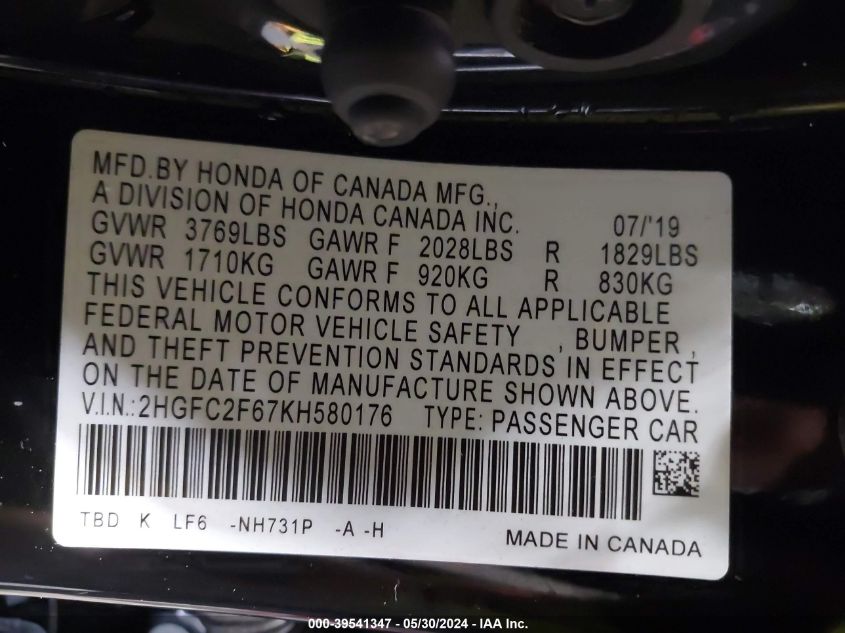 MFD.BY HONDA OF CANADA MFG.,
A DIVISION OF HONDA CANADA INC. 07/'19
GVWR 3769LBS GAWR F 2028LBS R 1829LBS
GVWR 1710KG GAWR F 920KG R 830KG
THIS VEHICLE CONFORMS TO ALL APPLICABLE
FEDERAL MOTOR VEHICLE SAFETY , BUMPER ,
AND THEFT PREVENTION STANDARDS IN EFFECT
ON THE DATE OF MANUFACTURE SHOWN ABOVE.
V.I.N.:2HGFC2F67KH580176 TYPE: PASSENGER CAR
TBD K LF6 -NH731P -A -H
MADE IN CANADA
000-39541347 / 05/30/2024 - IAA Inc.